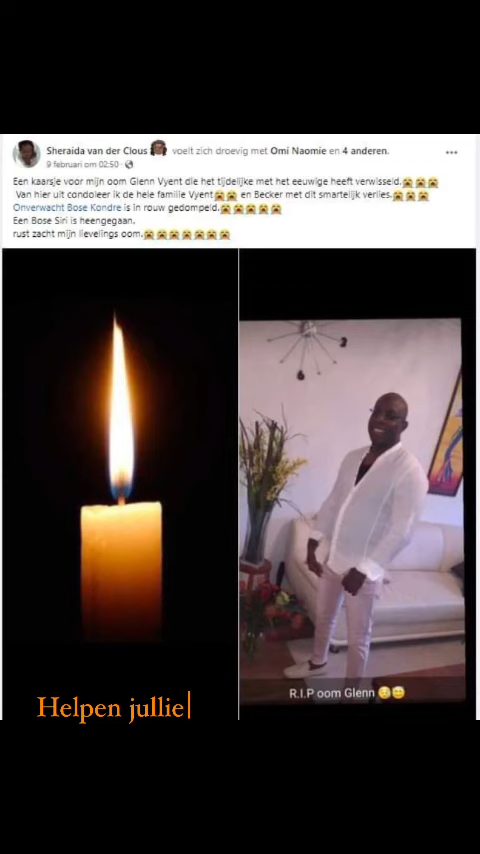 Sheraida van der Clous voelt zich droevig met Omi Naomie en 4 anderen.
9 februari om 02:50 ·
Een kaarsje voor mijn oom Glenn Vyent die het tijdelijke met het eeuwige heeft verwisseld.😭😭😭
Van hier uit condoleer ik de hele familie Vyent😭😭 en Becker met dit smartelijk verlies.😭😭😭
Onverwacht Bose Kondre is in rouw gedompeld.😭😭😭😭😭
Een Bose Siri is heengegaan.
rust zacht mijn lievelings oom.😭😭😭😭😭😭😭
R.I.P oom Glenn
Helpen jullie